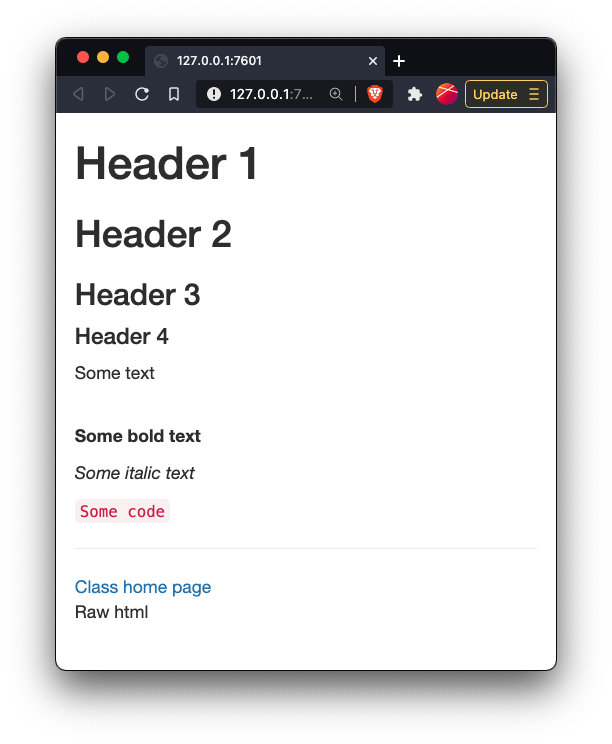 127.0.0.1:7601
127.0.0.1:7...
Update
Header 1
Header 2
Header 3
Header 4
Some text
Some bold text
Some italic text
Some code
Class home page
Raw html